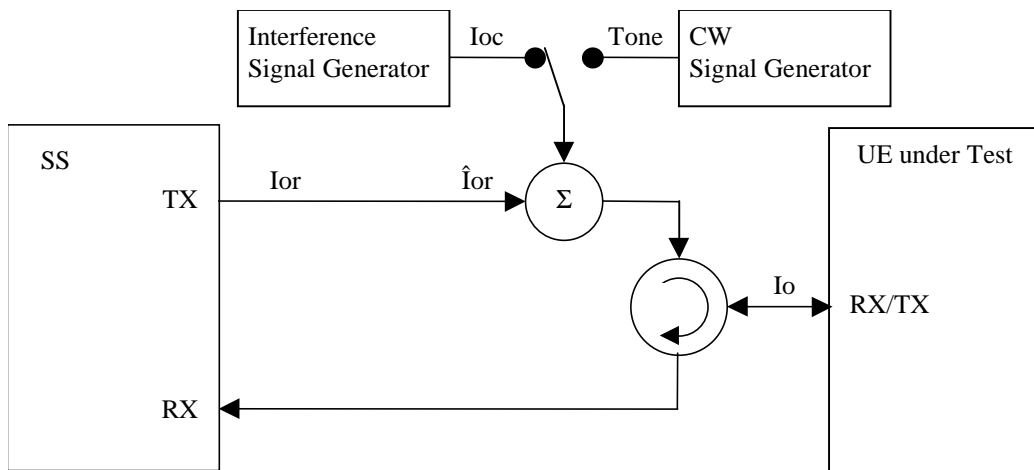 Interference
Signal Generator
Ioc
Tone
CW
Signal Generator
SS
TX
Ior
Îor
Σ
UE under Test
Io
RX/TX
RX